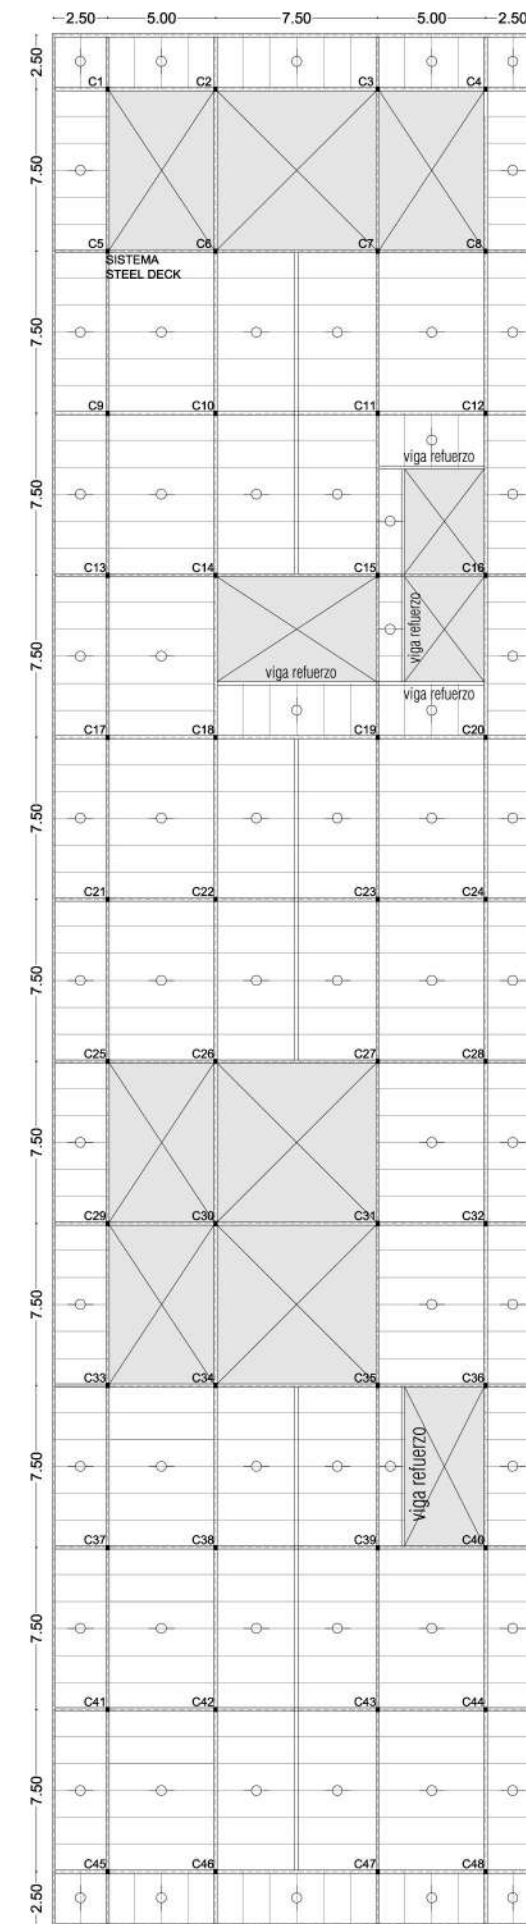 2.50 5.00 7.50 5.00 2.50
2.50
C1 C2 C3 C4
7.50
C5 C6 C7 C8
SISTEMA
STEEL DECK
7.50
C9 C10 C11 C12
viga refuerzo
7.50
C13 C14 C15 C16
viga refuerzo
7.50
viga refuerzo
viga refuerzo
C17 C18 C19 C20
7.50
C21 C22 C23 C24
7.50
C25 C26 C27 C28
7.50
C29 C30 C31 C32
7.50
C33 C34 C35 C36
viga refuerzo
7.50
C37 C38 C39 C40
7.50
C41 C42 C43 C44
7.50
C45 C46 C47 C48
2.50